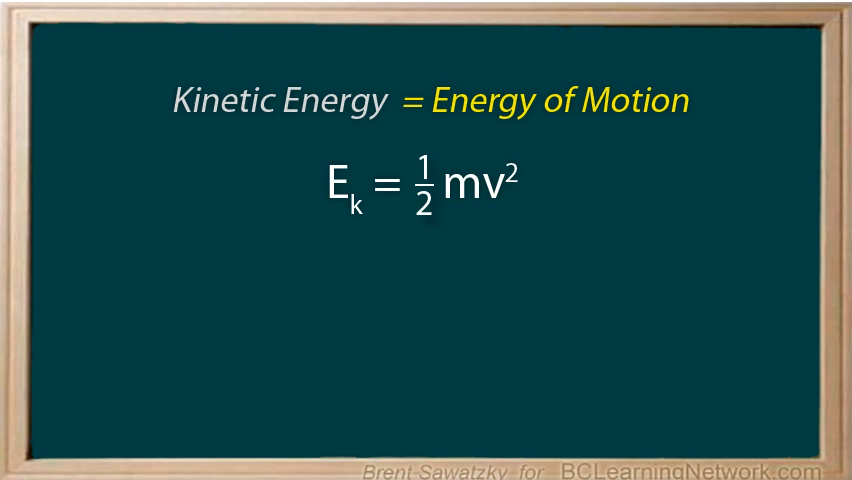 Kinetic Energy = Energy of Motion
Eₖ = ½ mv²
Brent Sawatzky for BCLearningNetwork.com